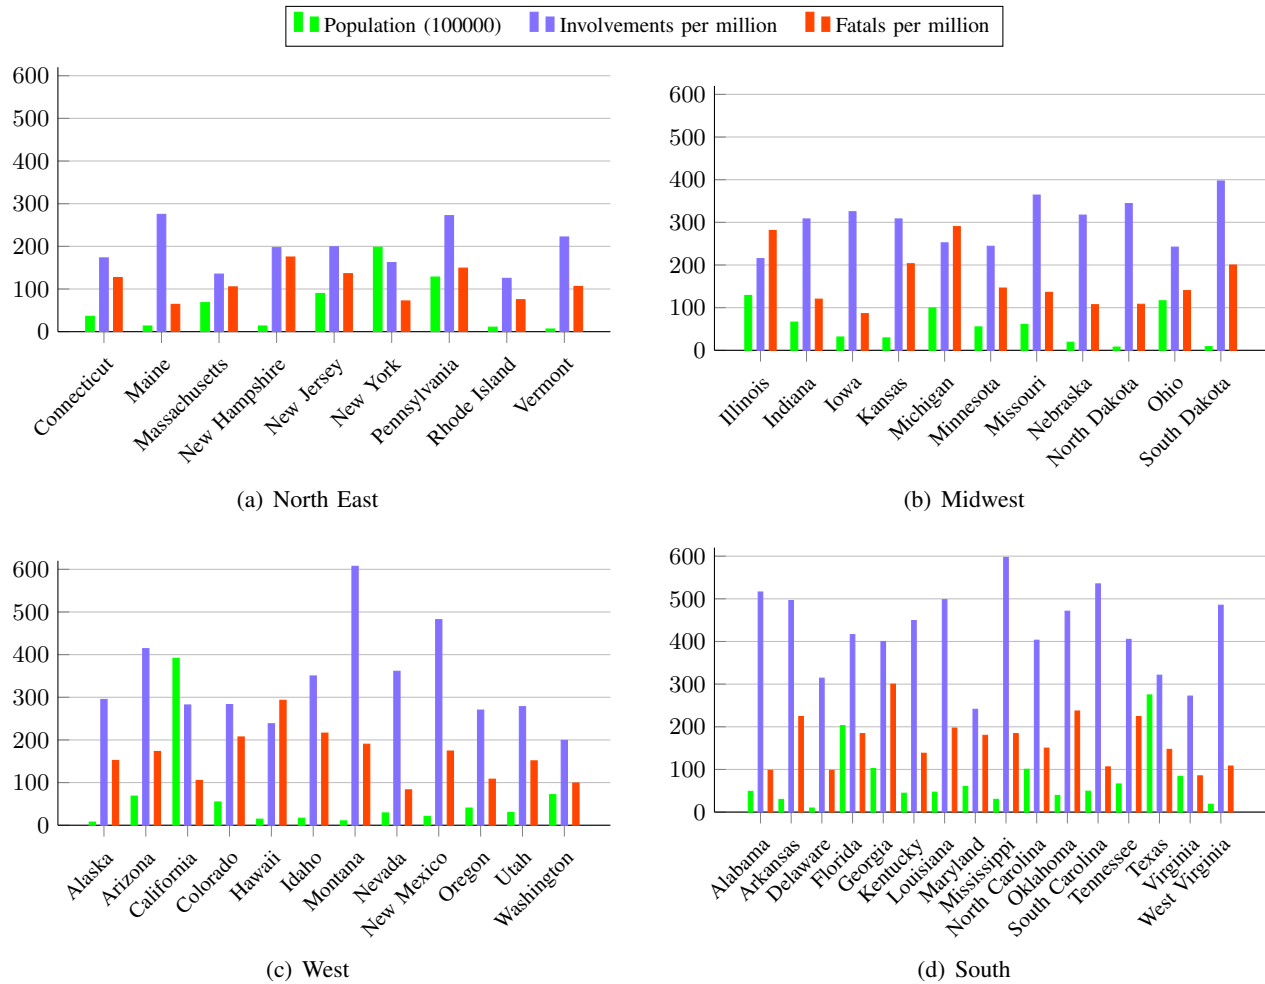 Population (100000) Involvements per million Fatals per million
600
500
400
300
200
100
0
Connecticut
Maine
Massachusetts
New Hampshire
New Jersey
New York
Pennsylvania
Rhode Island
Vermont
(a) North East
600
500
400
300
200
100
0
Illinois
Indiana
Iowa
Kansas
Michigan
Minnesota
Missouri
Nebraska
North Dakota
Ohio
South Dakota
(b) Midwest
600
500
400
300
200
100
0
Alaska
Arizona
California
Colorado
Hawaii
Idaho
Montana
Nevada
New Mexico
Oregon
Utah
Washington
(c) West
600
500
400
300
200
100
0
Alabama
Arkansas
Delaware
Florida
Georgia
Kentucky
Louisiana
Maryland
Mississippi
North Carolina
Oklahoma
South Carolina
Tennessee
Texas
Virginia
West Virginia
(d) South